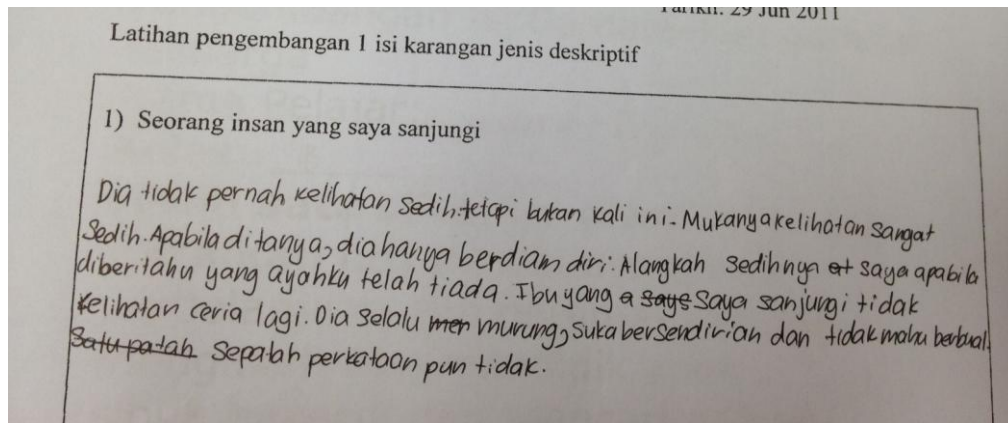 Tarikh: 29 Jun 2011
Latihan pengembangan 1 isi karangan jenis deskriptif
1) Seorang insan yang saya sanjungi
Dia tidak pernah kelihatan sedih.tetapi bukan kali ini. Mukanya kelihatan sangat
sedih. Apabila ditanya, dia hanya berdiam diri. Alangkah sedihnya saya apabila
diberitahu yang ayahku telah tiada. Ibu yang saya sanjungi tidak
kelihatan ceria lagi. Dia selalu murung, suka bersendirian dan tidak mahu berbual.
Satu patah Sepatah perkataan pun tidak.